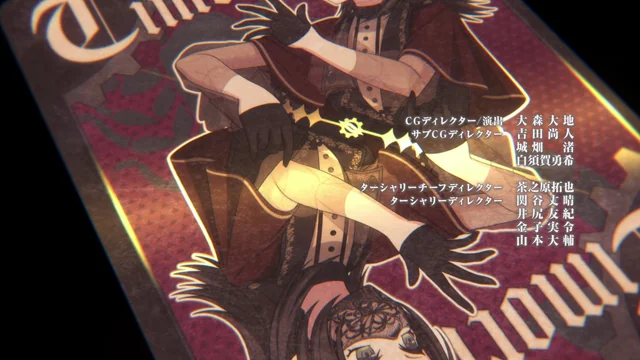 Timor
CGディレクター/演出 大森大地
サブCGディレクター 吉田尚人
城畑 渚
白須賀勇希
ターシャリーチーフディレクター 茶之原拓也
ターシャリーディレクター 関谷丈晴
井尻友紀
金子実令
山本大輔
Timor